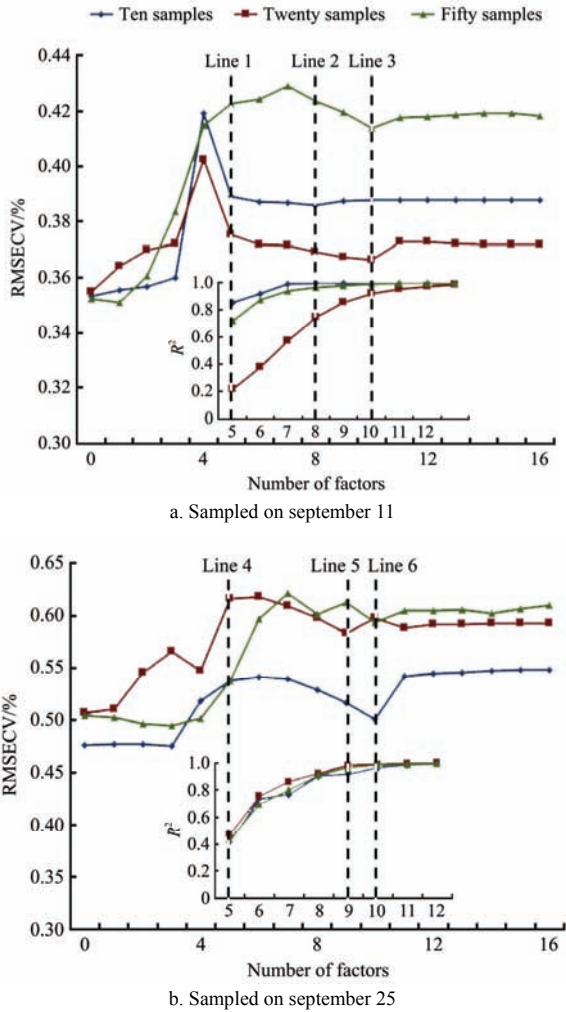 Ten samples Twenty samples Fifty samples
Line 1 Line 2 Line 3
0.44
0.42
0.40
0.38
0.36
0.34
0.32
0.30
RMSECV/%
1.0
0.8
0.6
0.4
0.2
0
R²
5 6 7 8 9 10 11 12
0 4 8 12 16
Number of factors
a. Sampled on september 11
Line 4 Line 5 Line 6
0.65
0.60
0.55
0.50
0.45
0.40
0.35
0.30
RMSECV/%
1.0
0.8
0.6
0.4
0.2
0
R²
5 6 7 8 9 10 11 12
0 4 8 12 16
Number of factors
b. Sampled on september 25